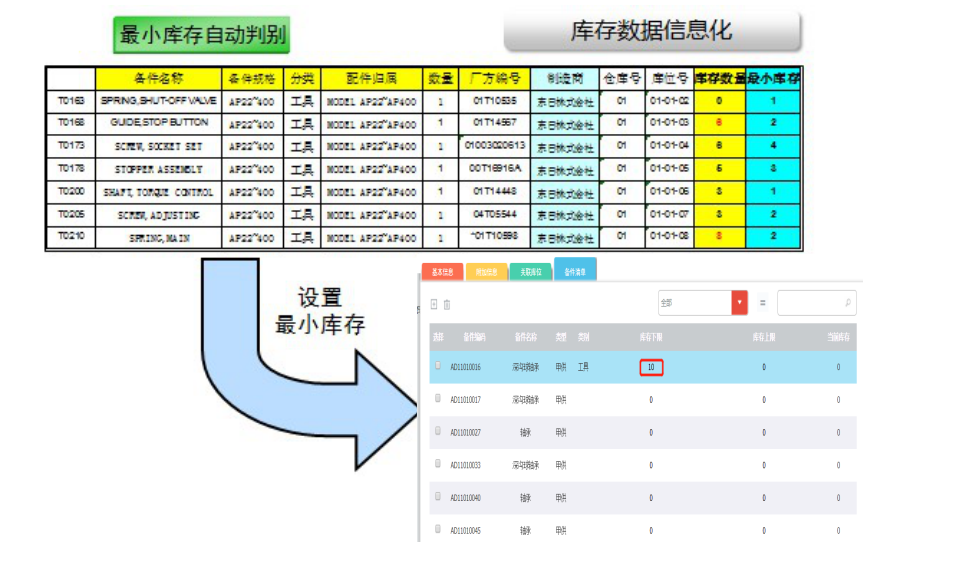 最小库存自动判别
库存数据信息化
备件名称 备件规格 分类 配件归属 数量 厂方编号 制造商 仓库号 库位号 库存数量 最小库存
T0163 SPRING,SHUT-OFF VALVE AP22~400 工具 MODEL AP22~AP400 1 01T10535 东日株式会社 01 01-01-02 0 1
T0168 GUIDE,STOP BUTTON AP22~400 工具 MODEL AP22~AP400 1 01T14567 东日株式会社 01 01-01-03 6 2
T0173 SCREW, SOCKET SET AP22~400 工具 MODEL AP22~AP400 1 01003020613 东日株式会社 01 01-01-04 6 4
T0178 STOPPER ASSEMBLY AP22~400 工具 MODEL AP22~AP400 1 00T16916A 东日株式会社 01 01-01-05 5 3
T0200 SHAFT, TORQUE CONTROL AP22~400 工具 MODEL AP22~AP400 1 01T14448 东日株式会社 01 01-01-06 3 1
T0205 SCREW, ADJUSTING AP22~400 工具 MODEL AP22~AP400 1 04T05544 东日株式会社 01 01-01-07 3 2
T0210 SPRING,MAIN AP22~400 工具 MODEL AP22~AP400 1 01T10598 东日株式会社 01 01-01-08 8 2
设置
最小库存
基本信息 附加信息 关联库位 备件清单
全部 =
选择 备件编码 备件名称 类型 类别 库存下限 库存上限 当前库存
AD11010016 深沟球轴承 甲供 工具 10 0 0
AD11010017 深沟球轴承 甲供 0 0 0
AD11010027 轴承 甲供 0 0 0
AD11010033 深沟球轴承 甲供 0 0 0
AD11010040 轴承 甲供 0 0 0
AD11010045 轴承 甲供 0 0 0